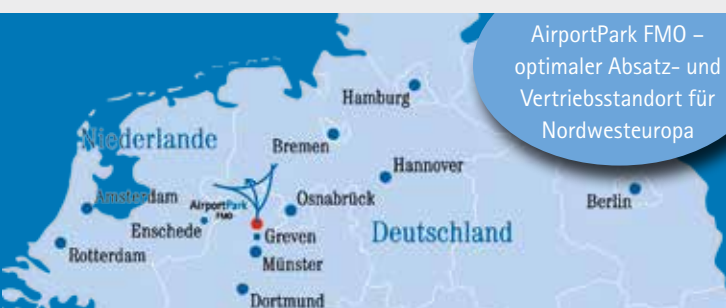 AirportPark FMO –
optimaler Absatz- und
Vertriebsstandort für
Nordwesteuropa
Hamburg
Niederlande
Bremen
Hannover
Amsterdam
AirportPark
FMO
Osnabrück
Berlin
Enschede
Greven
Deutschland
Rotterdam
Münster
Dortmund